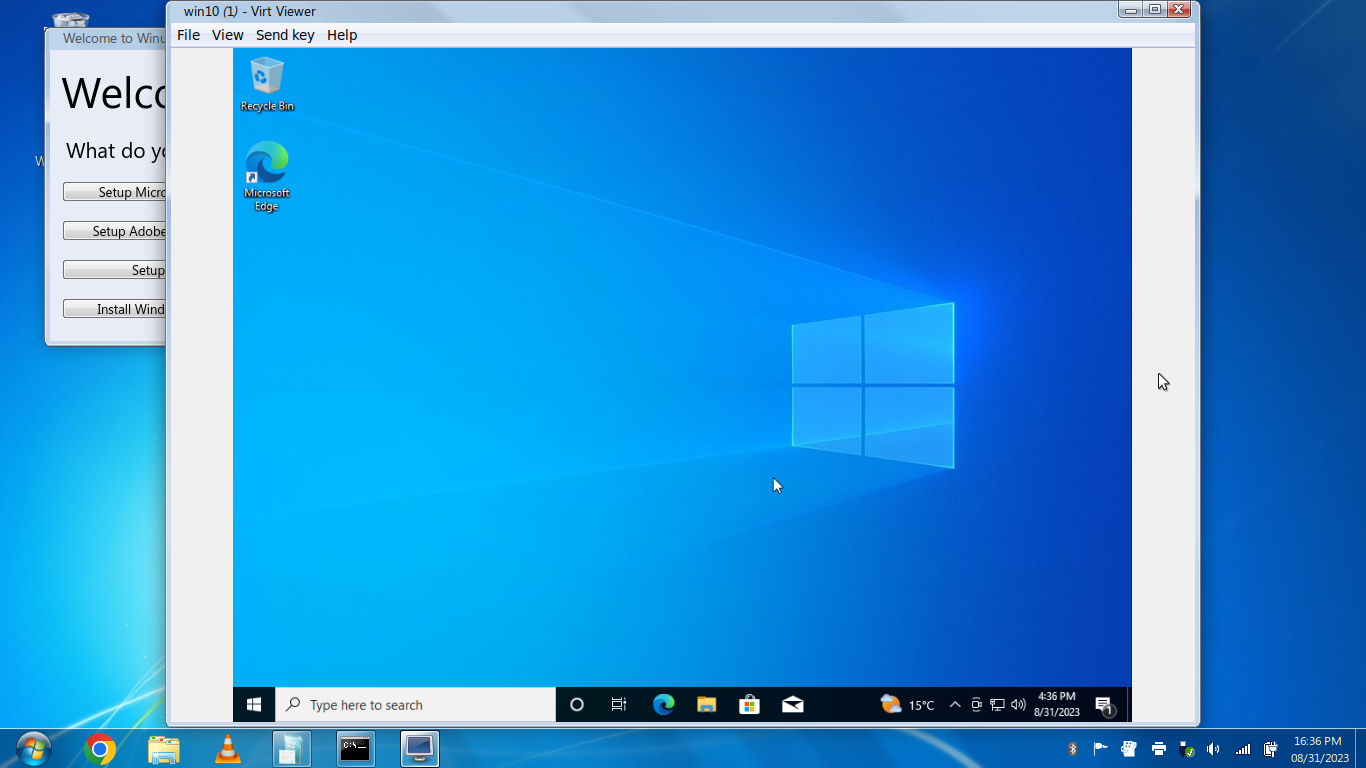 win10 (1) - Virt Viewer
File View Send key Help
Welcome to Winu
Welco
What do yo
Setup Micro
Setup Adobe
Setup
Install Wind
W
Recycle Bin
Microsoft
Edge
Type here to search
15°C
4:36 PM
8/31/2023
1
C:\_
16:36 PM
08/31/2023